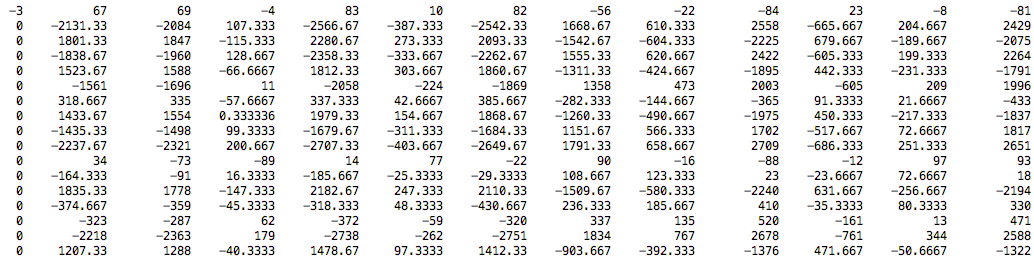 -3 67 69 -4 83 10 82 -56 -22 -84 23 -8 -81
0 -2131.33 -2084 107.333 -2566.67 -387.333 -2542.33 1668.67 610.333 2558 -665.667 204.667 2429
0 1801.33 1847 -115.333 2280.67 273.333 2093.33 -1542.67 -604.333 -2225 679.667 -189.667 -2075
0 -1838.67 -1960 128.667 -2358.33 -333.667 -2262.67 1555.33 620.667 2422 -605.333 199.333 2264
0 1523.67 1588 -66.6667 1812.33 303.667 1860.67 -1311.33 -424.667 -1895 442.333 -231.333 -1791
0 -1561 -1696 11 -2058 -224 -1869 1358 473 2003 -605 209 1996
0 318.667 335 -57.6667 337.333 42.6667 385.667 -282.333 -144.667 -365 91.3333 21.6667 -433
0 1433.67 1554 0.333336 1979.33 154.667 1868.67 -1260.33 -490.667 -1975 450.333 -217.333 -1837
0 -1435.33 -1498 99.3333 -1679.67 -311.333 -1684.33 1151.67 566.333 1702 -517.667 72.6667 1817
0 -2237.67 -2321 200.667 -2707.33 -403.667 -2649.67 1791.33 658.667 2709 -686.333 251.333 2651
0 34 -73 -89 14 77 -22 90 -16 -88 -12 97 93
0 -164.333 -91 16.3333 -185.667 -25.3333 -29.3333 108.667 123.333 23 -23.6667 72.6667 18
0 1835.33 1778 -147.333 2182.67 247.333 2110.33 -1509.67 -580.333 -2240 631.667 -256.667 -2194
0 -374.667 -359 -45.3333 -318.333 48.3333 -430.667 236.333 185.667 410 -35.3333 80.3333 330
0 -323 -287 62 -372 -59 -320 337 135 520 -161 13 471
0 -2218 -2363 179 -2738 -262 -2751 1834 767 2678 -761 344 2588
0 1207.33 1288 -40.3333 1478.67 97.3333 1412.33 -903.667 -392.333 -1376 471.667 -50.6667 -1322